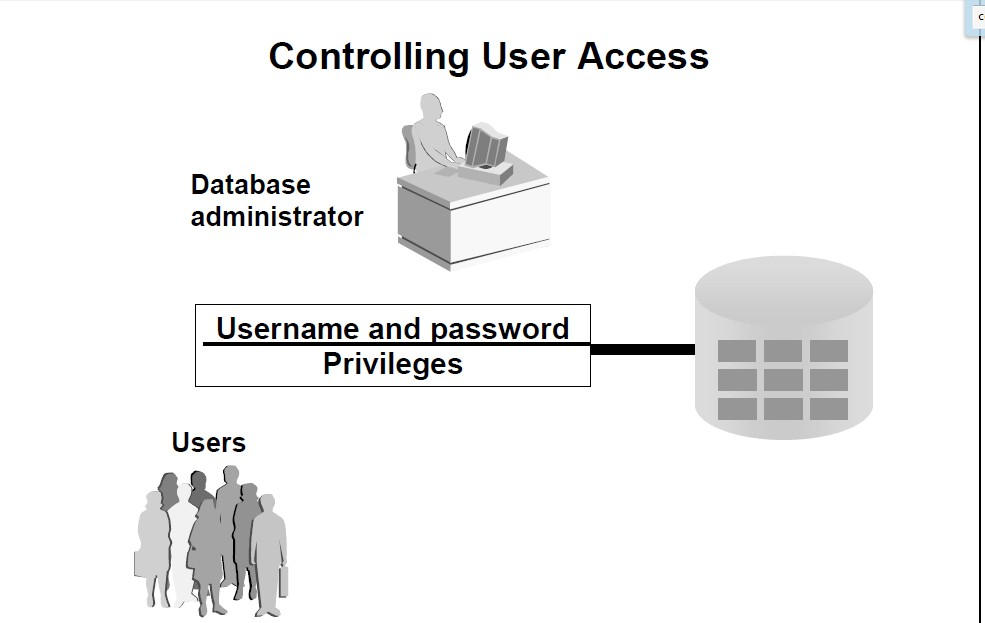 Controlling User Access
Database
administrator
Username and password
Privileges
Users